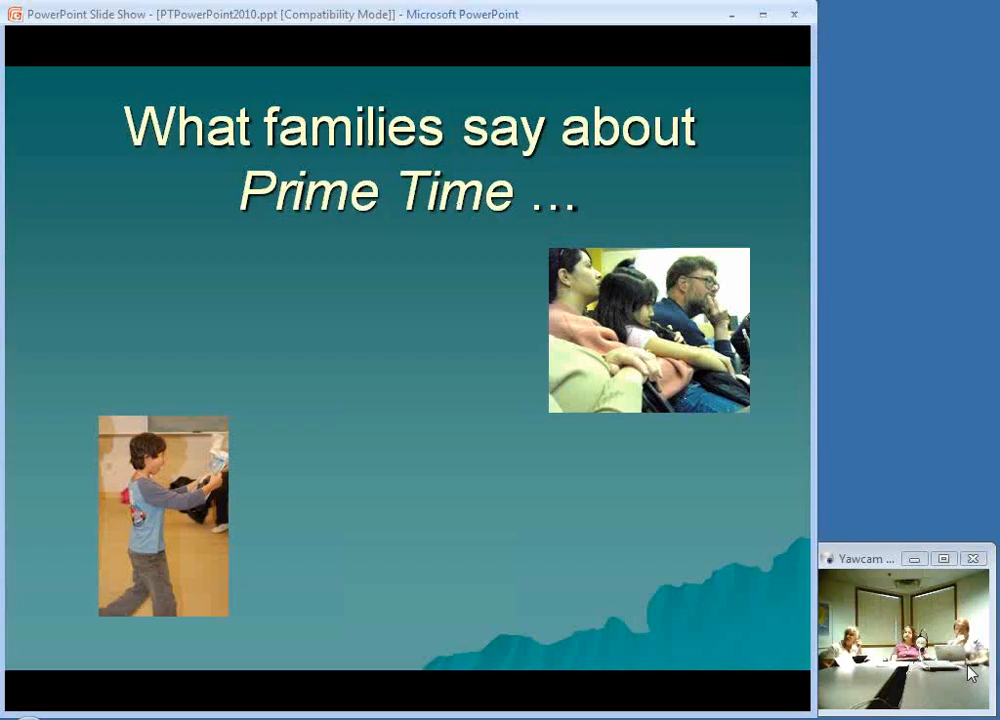 PowerPoint Slide Show - [PTPowerPoint2010.ppt [Compatibility Mode]] - Microsoft PowerPoint
What families say about
Prime Time ...
Yawcam ...